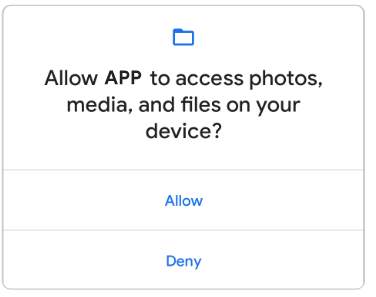 Allow APP to access photos,
media, and files on your
device?
Allow
Deny